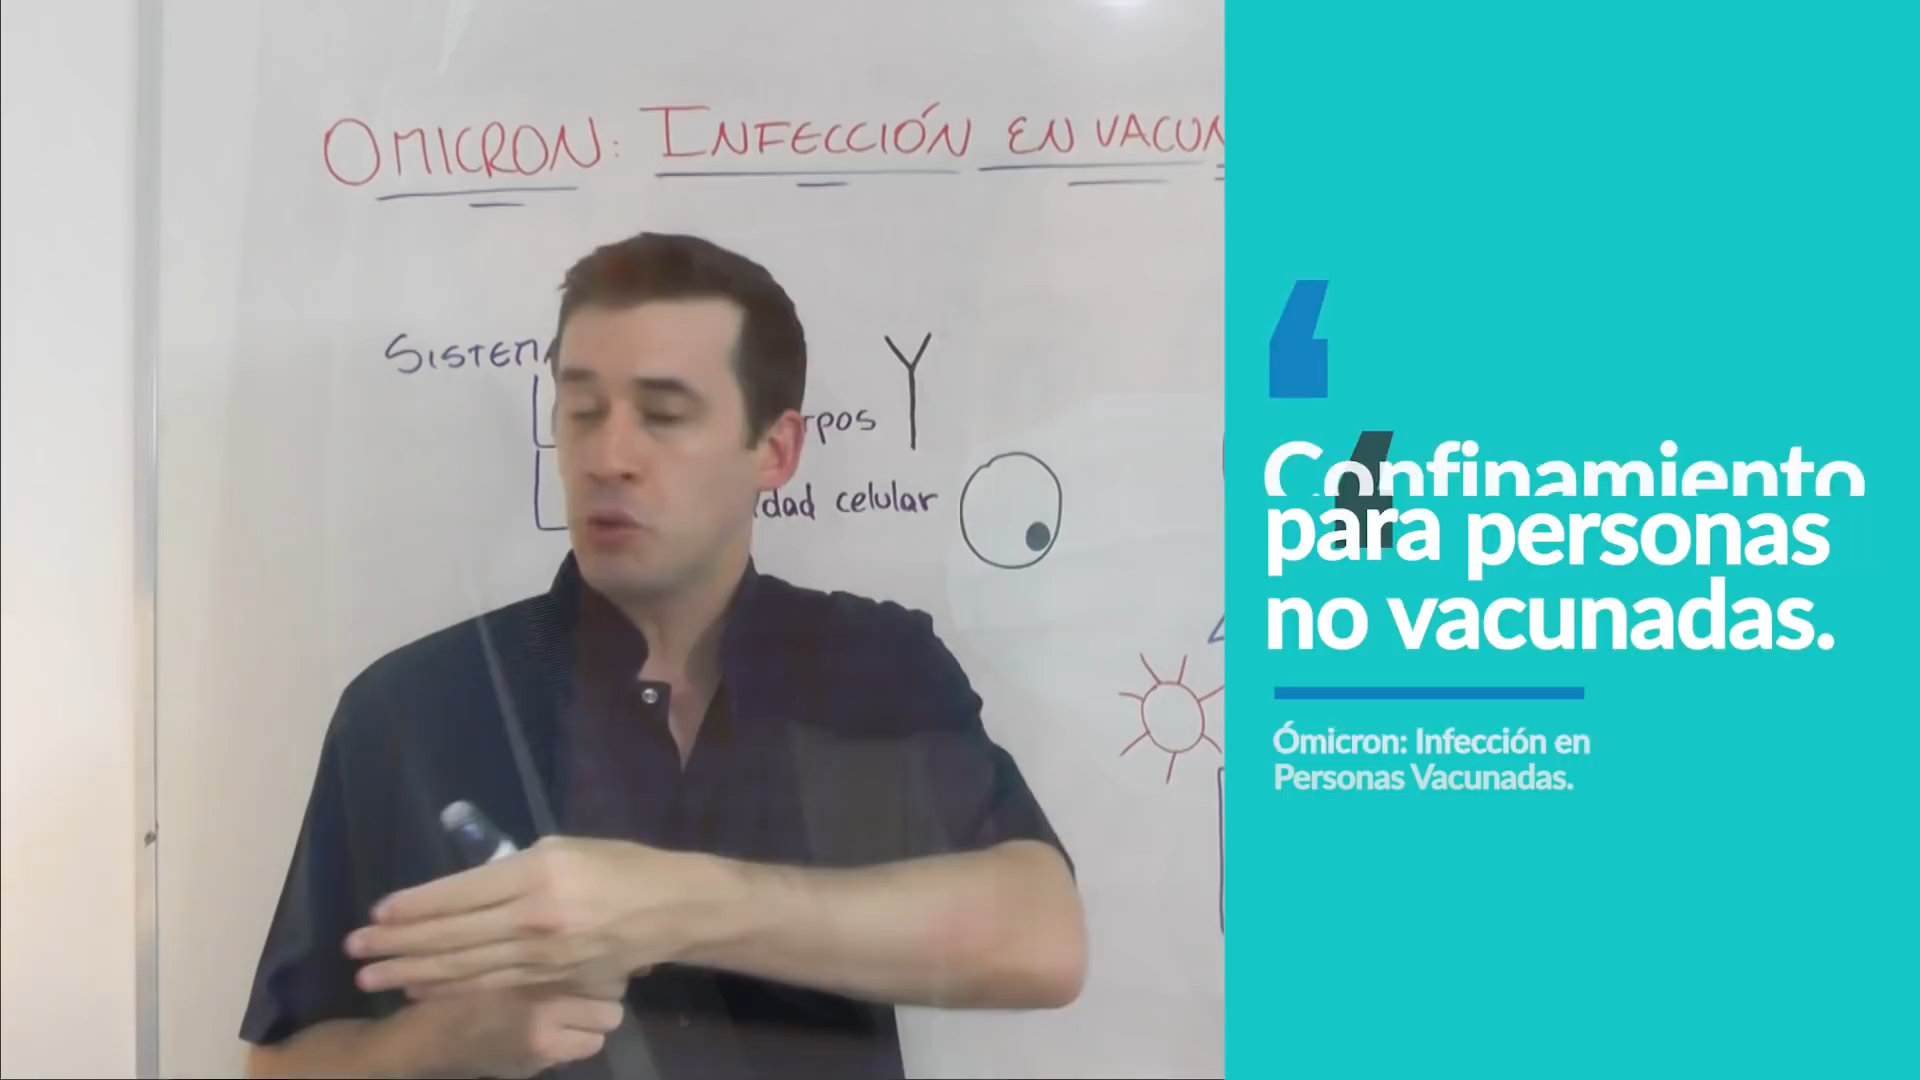 OMICRON: INFECCIÓN EN VACUN
SISTEMA
rpos
dad celular
Confinamiento
para personas
no vacunadas.
Ómicron: Infección en
Personas Vacunadas.